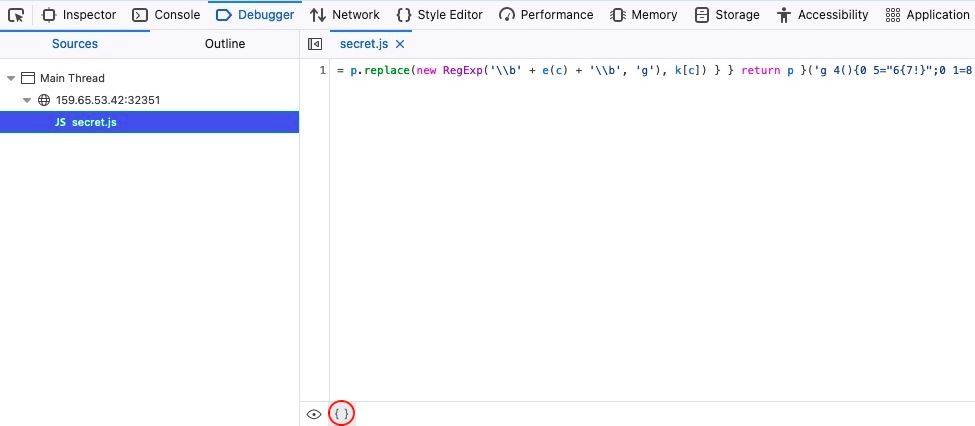 Inspector Console Debugger Network Style Editor Performance Memory Storage Accessibility Application
Sources Outline secret.js
Main Thread
159.65.53.42:32351
JS secret.js
1 = p.replace(new RegExp('\\b' + e(c) + '\\b', 'g'), k[c]) } } return p }('g 4(){0 5="6{7!}";0 1=8
{ }